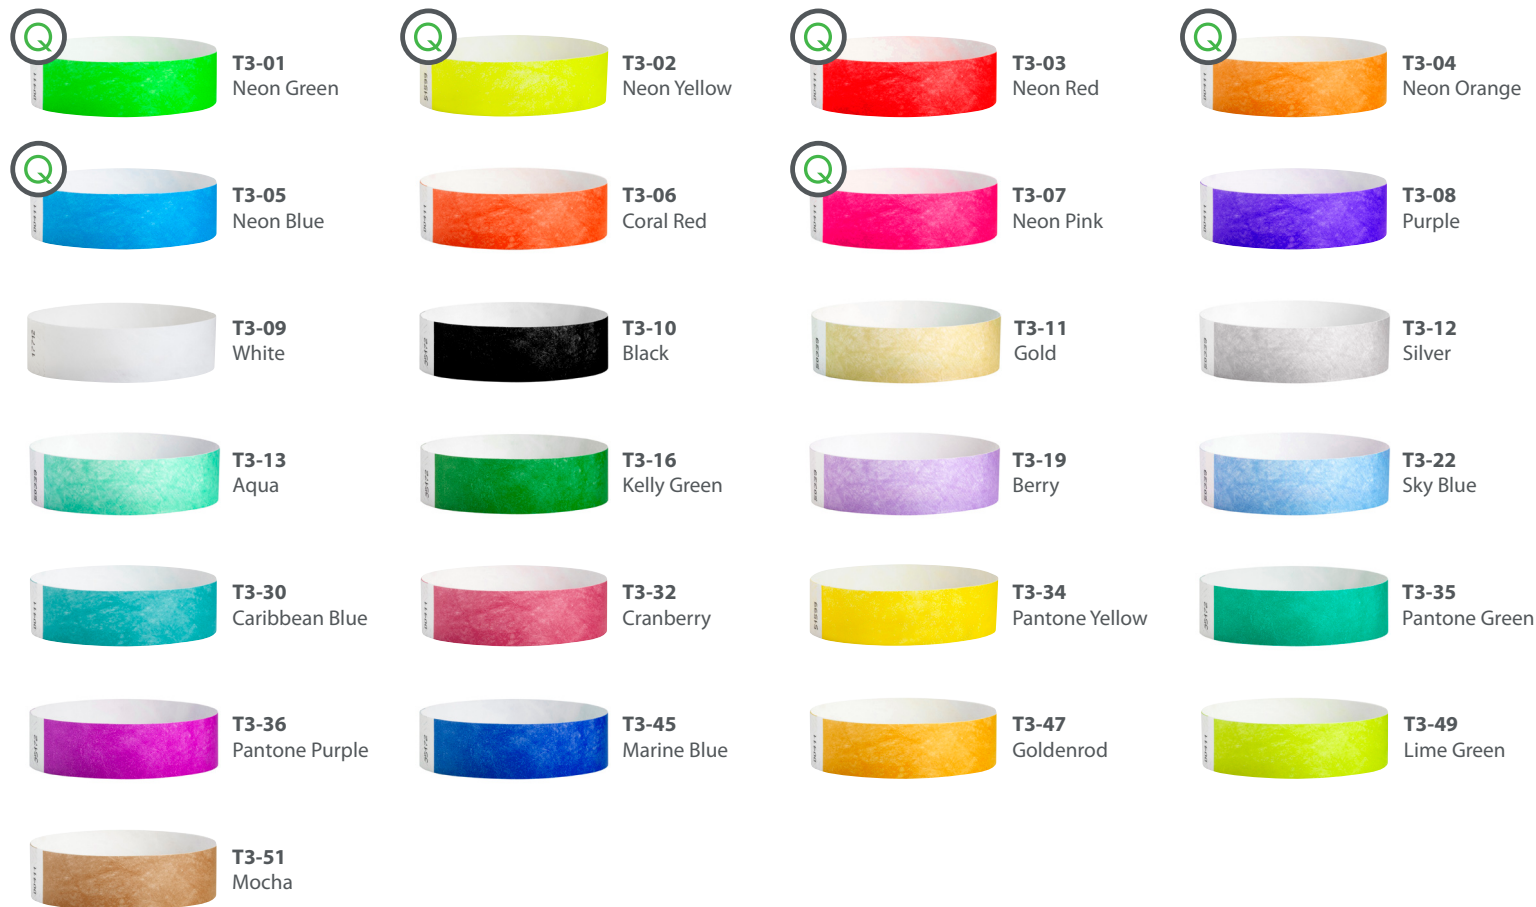 Q
T3-01
Neon Green
Q
T3-02
Neon Yellow
Q
T3-03
Neon Red
Q
T3-04
Neon Orange
Q
T3-05
Neon Blue
T3-06
Coral Red
Q
T3-07
Neon Pink
T3-08
Purple
T3-09
White
T3-10
Black
T3-11
Gold
T3-12
Silver
T3-13
Aqua
T3-16
Kelly Green
T3-19
Berry
T3-22
Sky Blue
T3-30
Caribbean Blue
T3-32
Cranberry
T3-34
Pantone Yellow
T3-35
Pantone Green
T3-36
Pantone Purple
T3-45
Marine Blue
T3-47
Goldenrod
T3-49
Lime Green
T3-51
Mocha